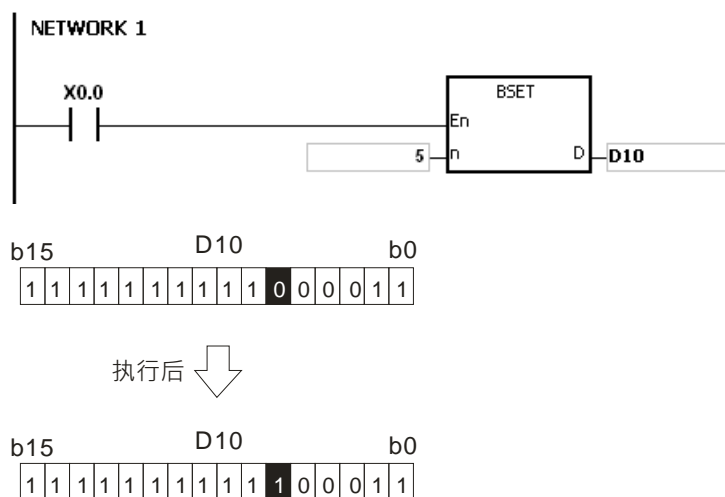 NETWORK 1
X0.0
BSET
En
5 n D D10
b15 D10 b0
1 1 1 1 1 1 1 1 1 1 0 0 0 0 1 1
执行后
b15 D10 b0
1 1 1 1 1 1 1 1 1 1 1 0 0 0 1 1